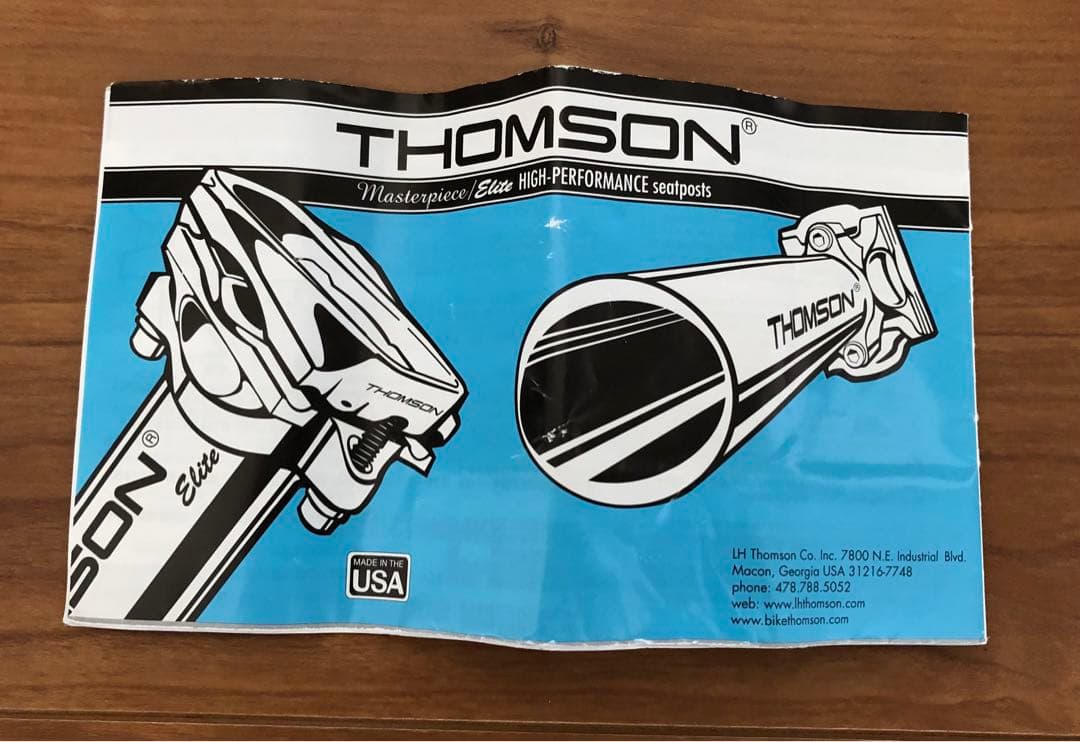 THOMSON®
Masterpiece/Elite HIGH-PERFORMANCE seatposts
THOMSON
SON®
Elite
THOMSON®
MADE IN THE
USA
LH Thomson Co. Inc. 7800 N.E. Industrial Blvd.
Macon, Georgia USA 31216-7748
phone: 478.788.5052
web: www.lhthomson.com
www.bikethomson.com